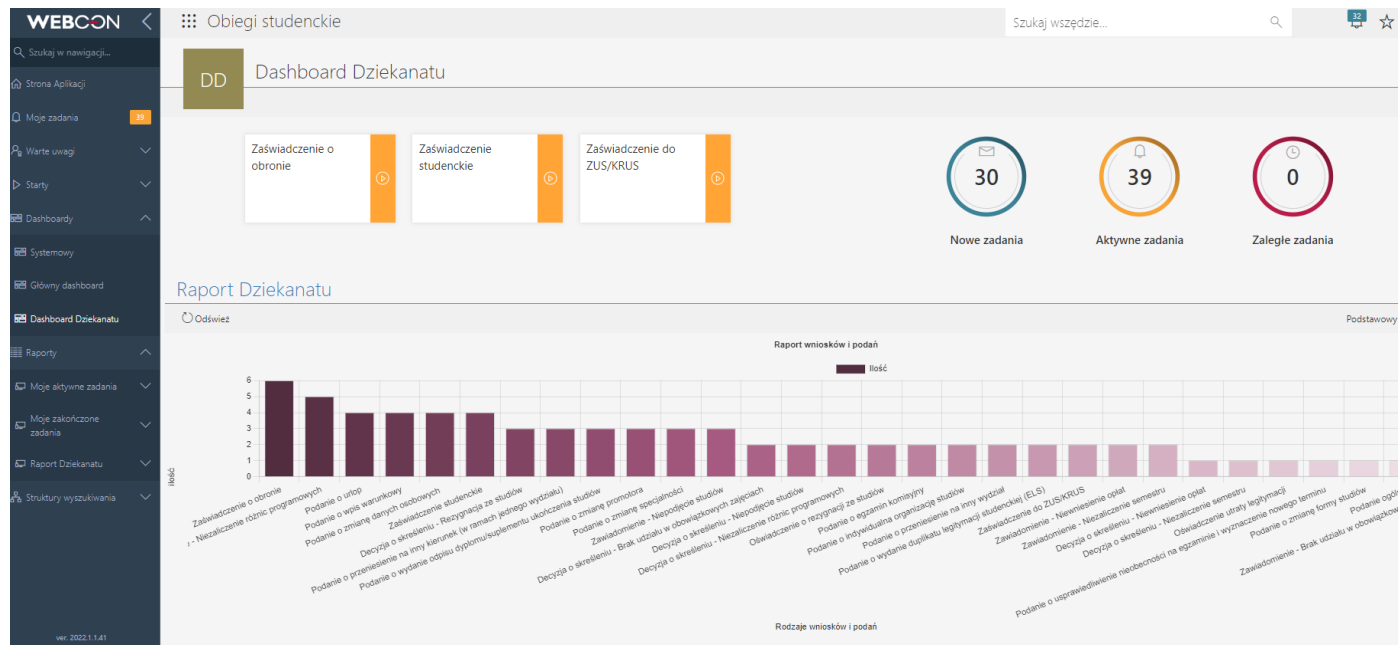 WEBCON
Obiegi studenckie
Szukaj wszędzie...
32
Szukaj w nawigacji...
Strona Aplikacji
Moje zadania
39
Warte uwagi
Starty
Dashboardy
Systemowy
Główny dashboard
Dashboard Dziekanatu
Raporty
Moje aktywne zadania
Moje zakończone
zadania
Raport Dziekanatu
Struktury wyszukiwania
ver. 2022.1.1.41
DD
Dashboard Dziekanatu
Zaświadczenie o
obronie
Zaświadczenie
studenckie
Zaświadczenie do
ZUS/KRUS
30
Nowe zadania
39
Aktywne zadania
0
Zaległe zadania
Raport Dziekanatu
Odśwież
Podstawowy
Raport wniosków i podań
Ilość
6
5
4
3
2
1
0
Ilość
Zaświadczenie o obronie
- Niezaliczenie różnic programowych
Podanie o urlop
Podanie o wpis warunkowy
Podanie o zmianę danych osobowych
Zaświadczenie studenckie
Decyzja o skreśleniu - Rezygnacja ze studiów
Podanie o przeniesienie na inny kierunek (w ramach jednego wydziału)
Podanie o wydanie odpisu dyplomu/suplementu ukończenia studiów
Podanie o zmianę promotora
Podanie o zmianę specjalności
Zawiadomienie - Niepodjęcie studiów
Decyzja o skreśleniu - Brak udziału w obowiązkowych zajęciach
Decyzja o skreśleniu - Niepodjęcie studiów
Decyzja o skreśleniu - Niezaliczenie różnic programowych
Oświadczenie o rezygnacji ze studiów
Podanie o egzamin komisyjny
Podanie o indywidualna organizację studiów
Podanie o przeniesienie na inny wydział
Podanie o wydanie duplikatu legitymacji studenckiej (ELS)
Zaświadczenie do ZUS/KRUS
Zawiadomienie - Niewniesienie opłat
Zawiadomienie - Niezaliczenie semestru
Decyzja o skreśleniu - Niewniesienie opłat
Decyzja o skreśleniu - Niezaliczenie semestru
Oświadczenie utraty legitymacji
Podanie o usprawiedliwienie nieobecności na egzaminie i wyznaczenie nowego terminu
Podanie o zmianę formy studiów
Zawiadomienie - Brak udziału w obowiązkow
Podanie ogóln
Rodzaje wniosków i podań